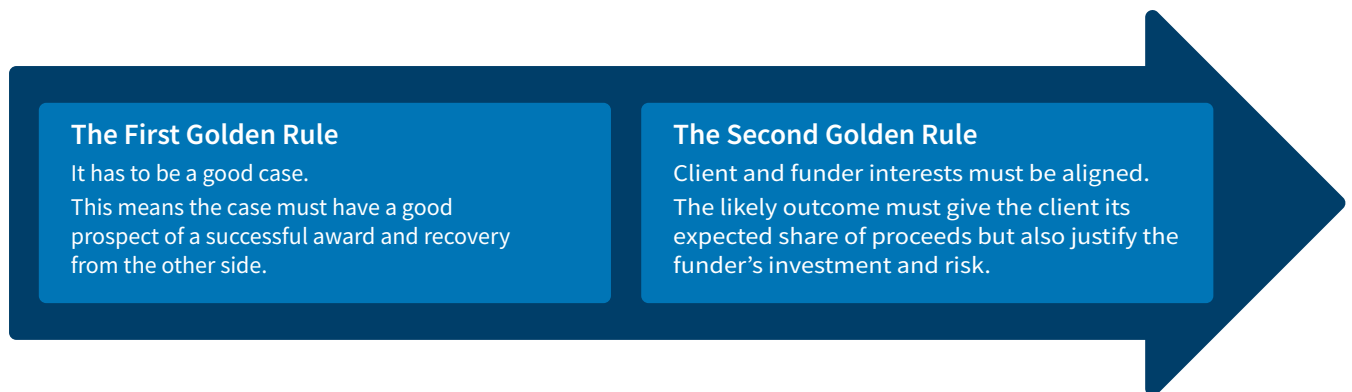 The First Golden Rule
It has to be a good case.
This means the case must have a good
prospect of a successful award and recovery
from the other side.
The Second Golden Rule
Client and funder interests must be aligned.
The likely outcome must give the client its
expected share of proceeds but also justify the
funder’s investment and risk.